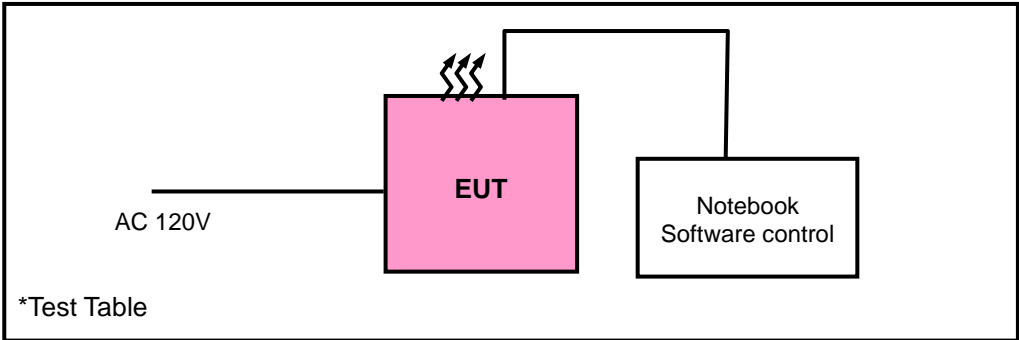 EUT
AC 120V
Notebook
Software control
*Test Table